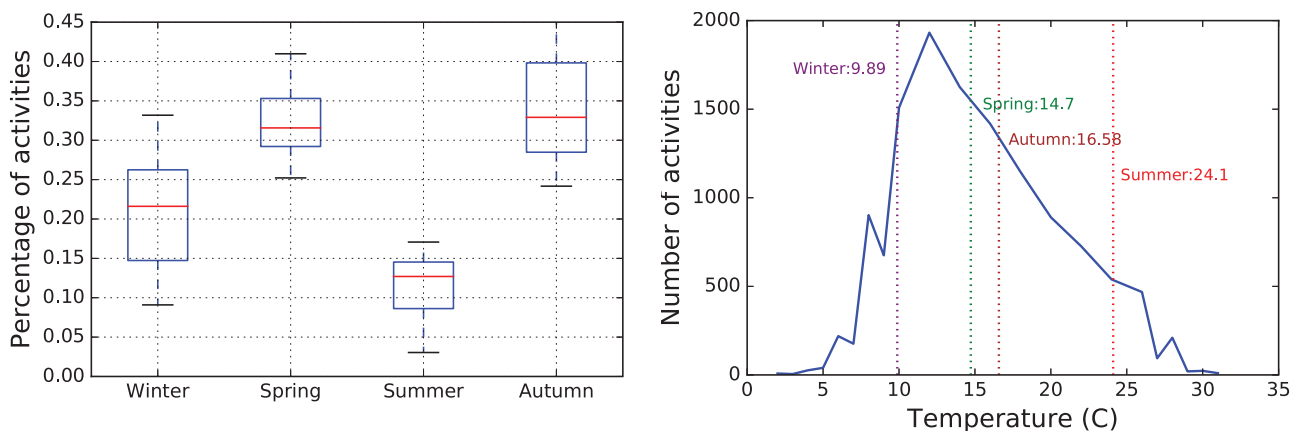 Percentage of activities
0.45
0.40
0.35
0.30
0.25
0.20
0.15
0.10
0.05
0.00
Winter Spring Summer Autumn
Number of activities
2000
1500
1000
500
0
Winter:9.89
Spring:14.7
Autumn:16.58
Summer:24.1
0 5 10 15 20 25 30 35
Temperature (C)